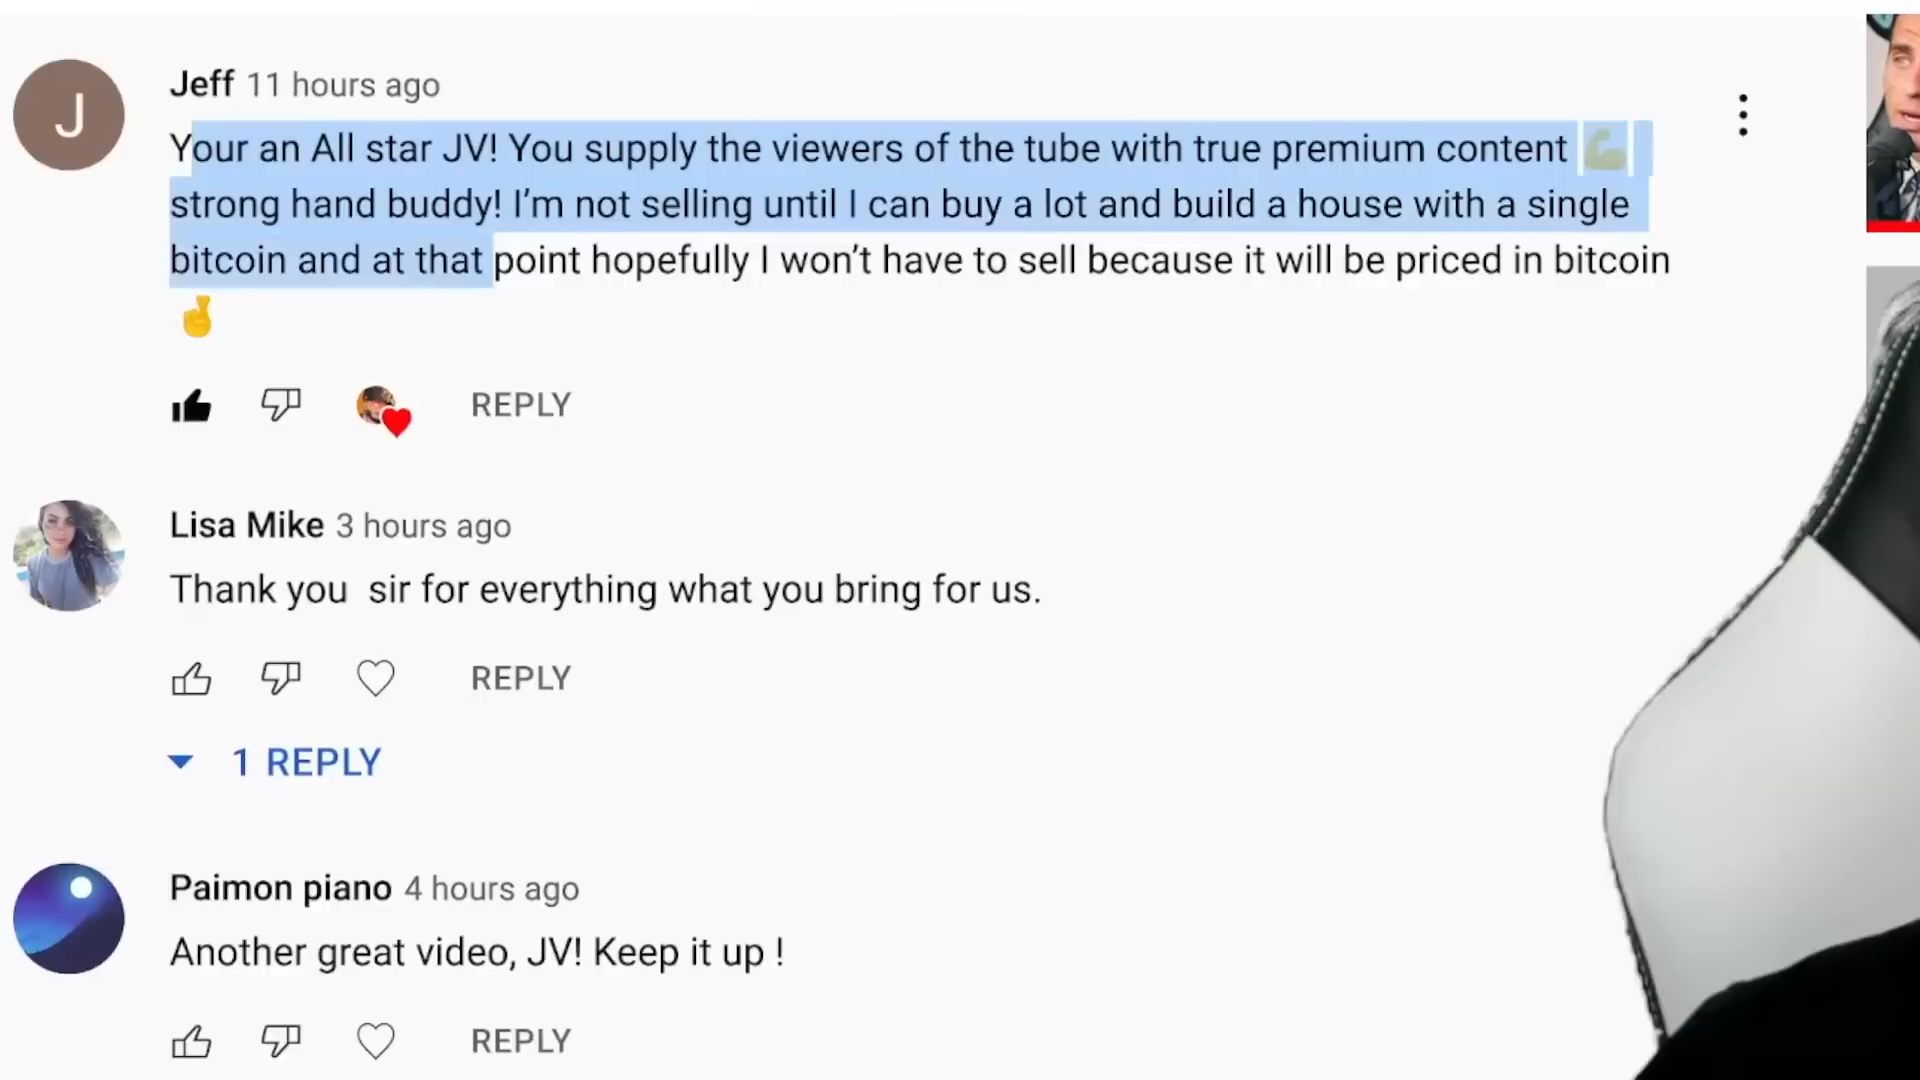 J
Jeff 11 hours ago
Your an All star JV! You supply the viewers of the tube with true premium content 💪
strong hand buddy! I’m not selling until I can buy a lot and build a house with a single
bitcoin and at that point hopefully I won’t have to sell because it will be priced in bitcoin
🤞
REPLY
Lisa Mike 3 hours ago
Thank you  sir for everything what you bring for us.
REPLY
1 REPLY
Paimon piano 4 hours ago
Another great video, JV! Keep it up !
REPLY